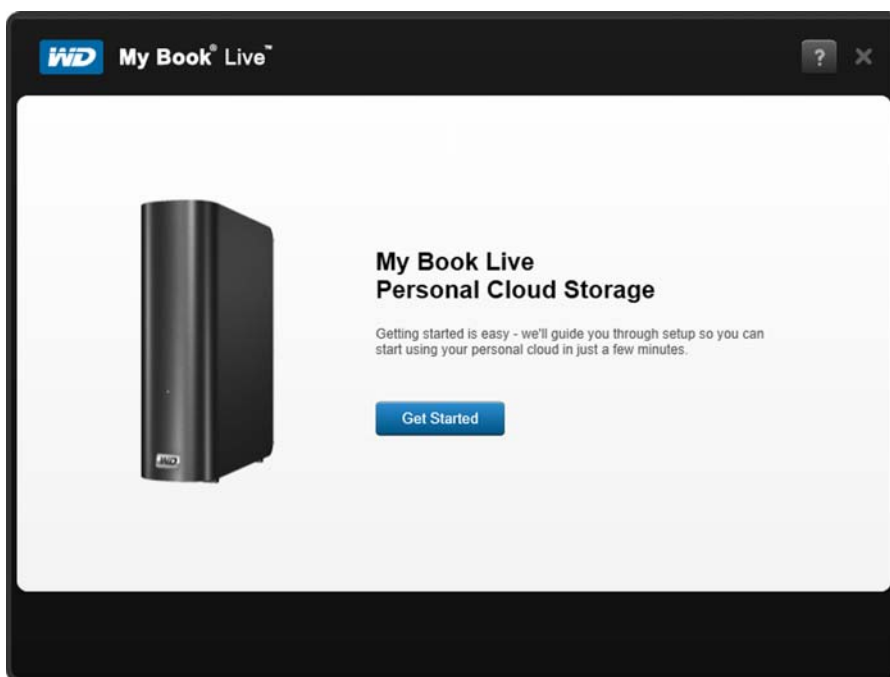 WD My Book® Live™ ?
My Book Live
Personal Cloud Storage
Getting started is easy - we'll guide you through setup so you can
start using your personal cloud in just a few minutes.
Get Started
WD